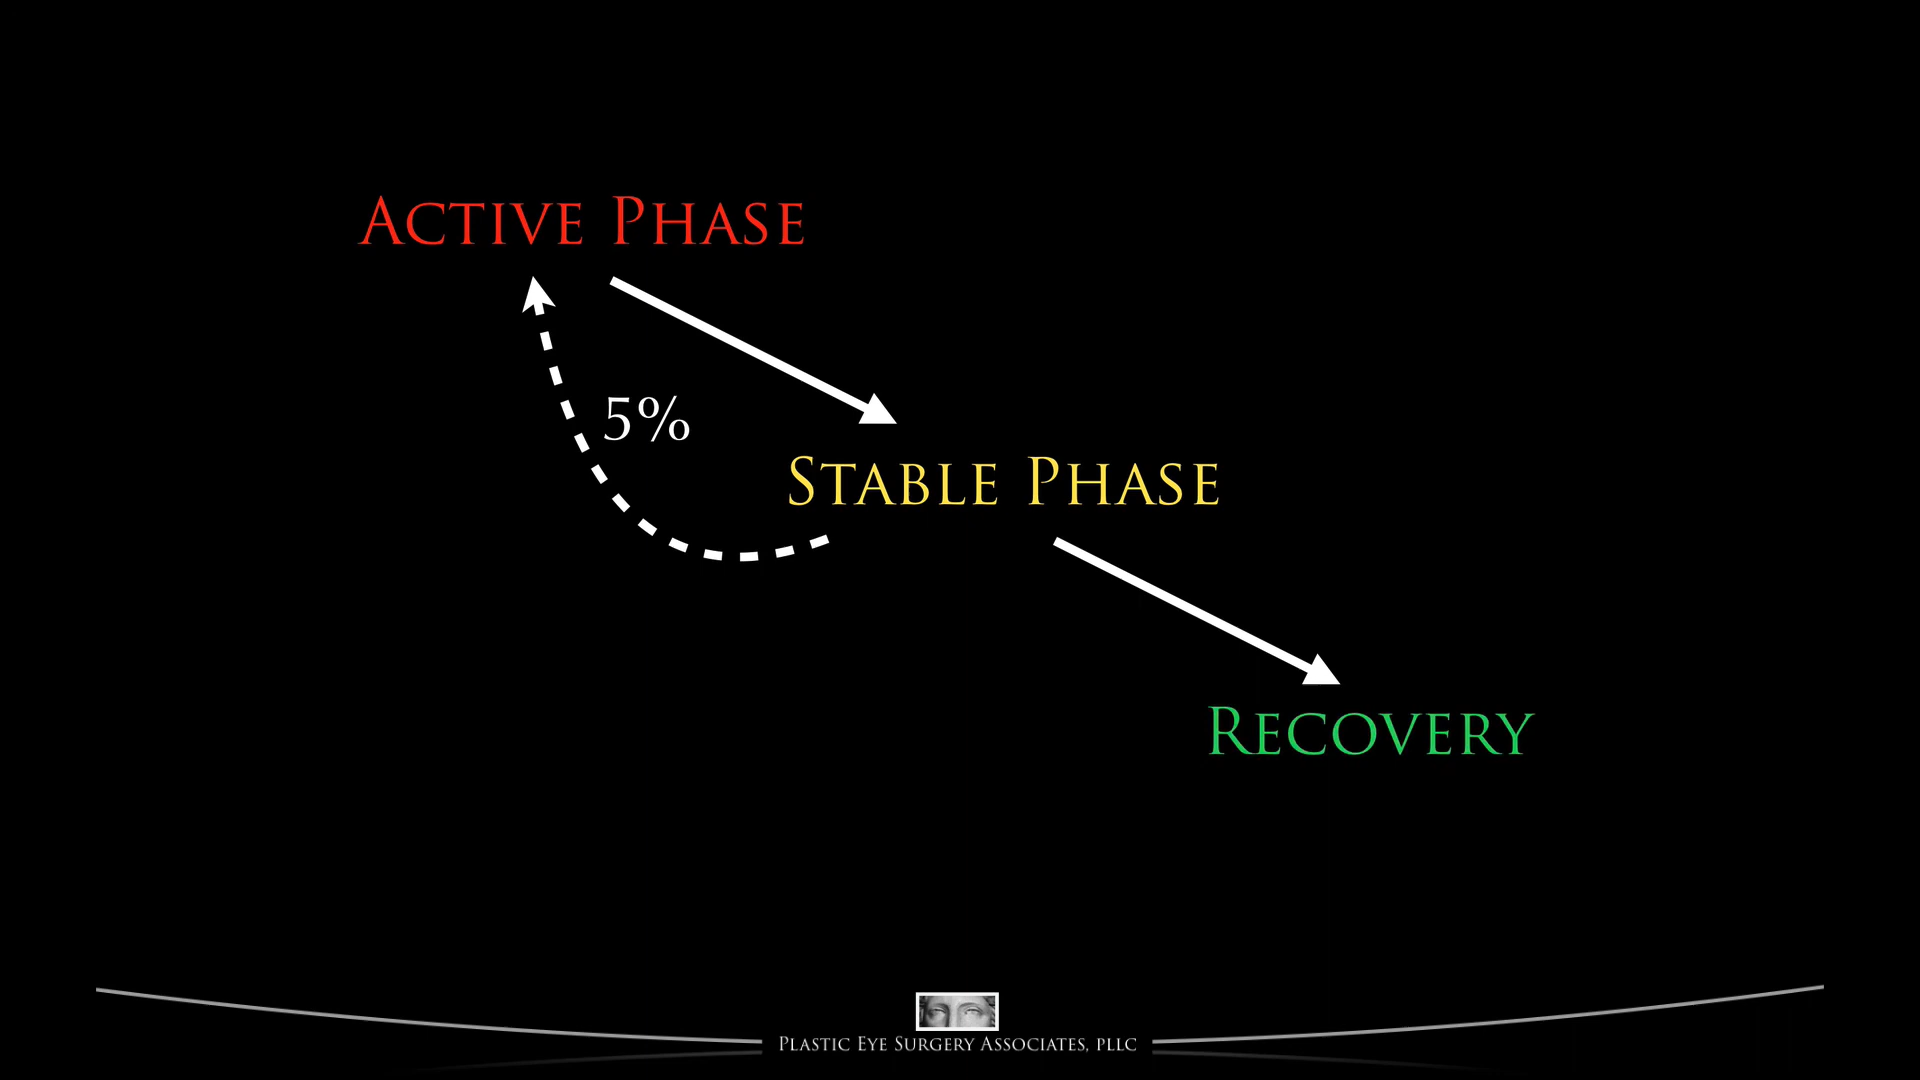 Active Phase
5%
Stable Phase
Recovery
Plastic Eye Surgery Associates, PLLC